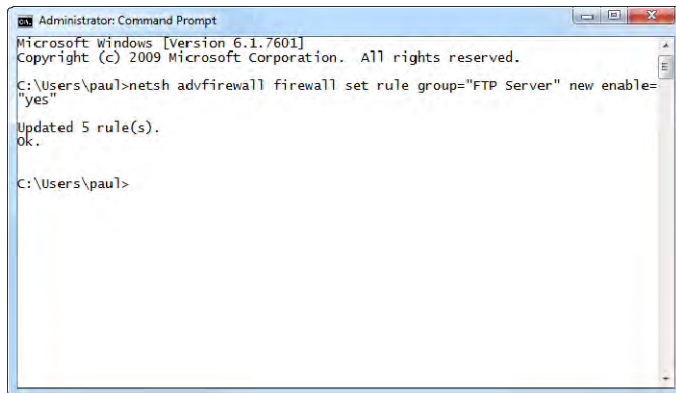 Administrator: Command Prompt
Microsoft Windows [Version 6.1.7601]
Copyright (c) 2009 Microsoft Corporation.  All rights reserved.
C:\Users\paul>netsh advfirewall firewall set rule group="FTP Server" new enable=
"yes"
Updated 5 rule(s).
Ok.
C:\Users\paul>